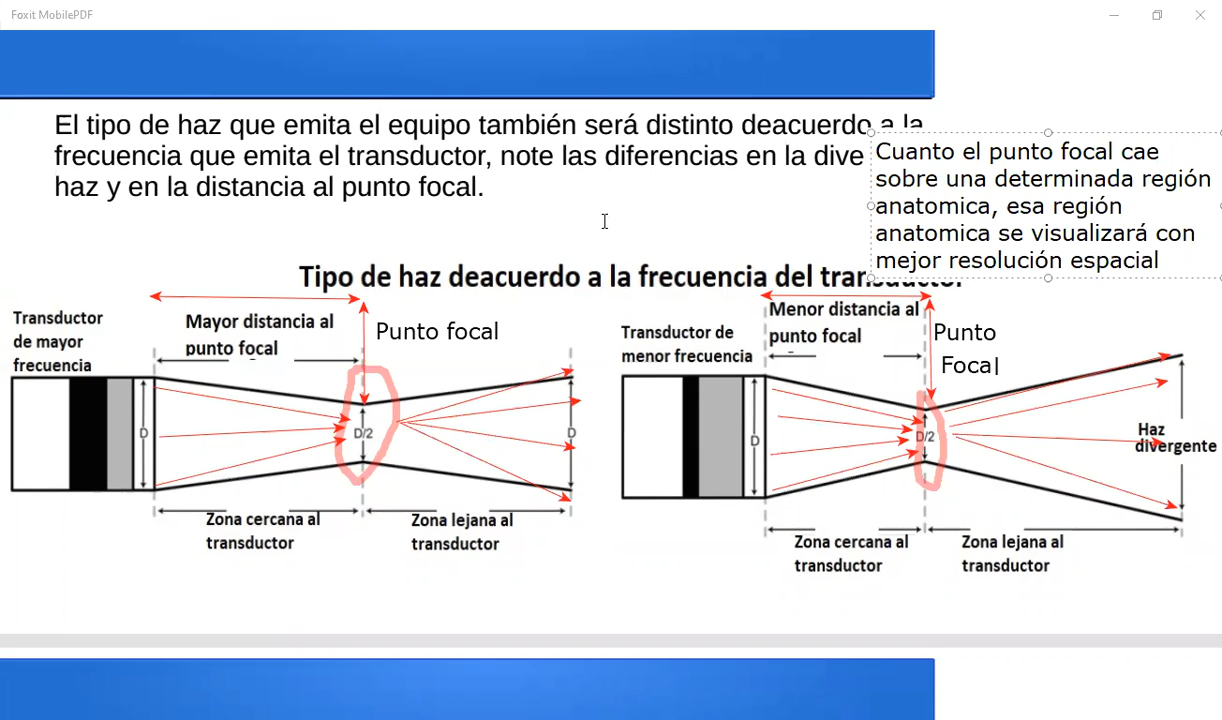 Foxit MobilePDF
El tipo de haz que emita el equipo también será distinto deacuerdo a la
frecuencia que emita el transductor, note las diferencias en la dive
haz y en la distancia al punto focal.
Cuanto el punto focal cae
sobre una determinada región
anatomica, esa región
anatomica se visualizará con
mejor resolución espacial
Tipo de haz deacuerdo a la frecuencia del transductor
Transductor
de mayor
frecuencia
Mayor distancia al
punto focal
Punto focal
D
D/2
D
Zona cercana al
transductor
Zona lejana al
transductor
Transductor de
menor frecuencia
Menor distancia al
punto focal
Punto
Focal
D
D/2
Haz
divergente
Zona cercana al
transductor
Zona lejana al
transductor